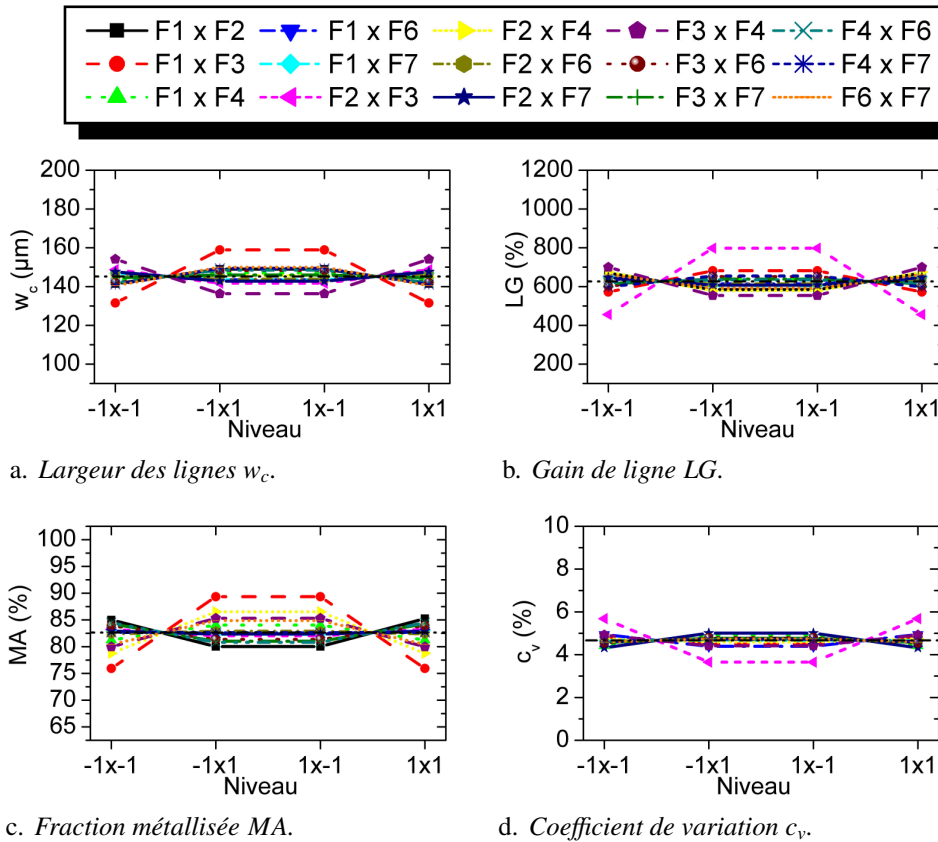 F1 x F2 F1 x F6 F2 x F4 F3 x F4 F4 x F6
F1 x F3 F1 x F7 F2 x F6 F3 x F6 F4 x F7
F1 x F4 F2 x F3 F2 x F7 F3 x F7 F6 x F7
200
180
160
140
120
100
w_c (µm)
-1x-1 -1x1 1x-1 1x1
Niveau
a. Largeur des lignes w_c.
1200
1000
800
600
400
200
LG (%)
-1x-1 -1x1 1x-1 1x1
Niveau
b. Gain de ligne LG.
100
95
90
85
80
75
70
65
MA (%)
-1x-1 -1x1 1x-1 1x1
Niveau
c. Fraction métallisée MA.
10
8
6
4
2
0
c_v (%)
-1x-1 -1x1 1x-1 1x1
Niveau
d. Coefficient de variation c_v.